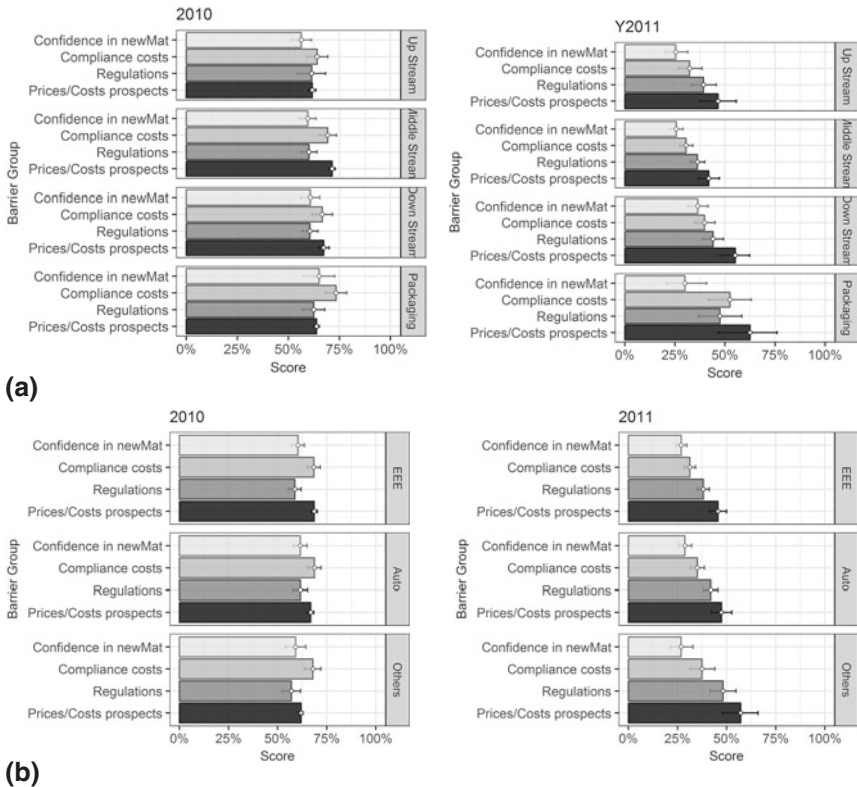 2010
Confidence in newMat
Compliance costs
Regulations
Prices/Costs prospects
Up Stream
Confidence in newMat
Compliance costs
Regulations
Prices/Costs prospects
Middle Stream
Confidence in newMat
Compliance costs
Regulations
Prices/Costs prospects
Down Stream
Confidence in newMat
Compliance costs
Regulations
Prices/Costs prospects
Packaging
Barrier Group
0% 25% 50% 75% 100%
Score
Y2011
Confidence in newMat
Compliance costs
Regulations
Prices/Costs prospects
Up Stream
Confidence in newMat
Compliance costs
Regulations
Prices/Costs prospects
Middle Stream
Confidence in newMat
Compliance costs
Regulations
Prices/Costs prospects
Down Stream
Confidence in newMat
Compliance costs
Regulations
Prices/Costs prospects
Packaging
Barrier Group
0% 25% 50% 75% 100%
Score
(a)
2010
Confidence in newMat
Compliance costs
Regulations
Prices/Costs prospects
EEE
Confidence in newMat
Compliance costs
Regulations
Prices/Costs prospects
Auto
Confidence in newMat
Compliance costs
Regulations
Prices/Costs prospects
Others
Barrier Group
0% 25% 50% 75% 100%
Score
2011
Confidence in newMat
Compliance costs
Regulations
Prices/Costs prospects
EEE
Confidence in newMat
Compliance costs
Regulations
Prices/Costs prospects
Auto
Confidence in newMat
Compliance costs
Regulations
Prices/Costs prospects
Others
Barrier Group
0% 25% 50% 75% 100%
Score
(b)